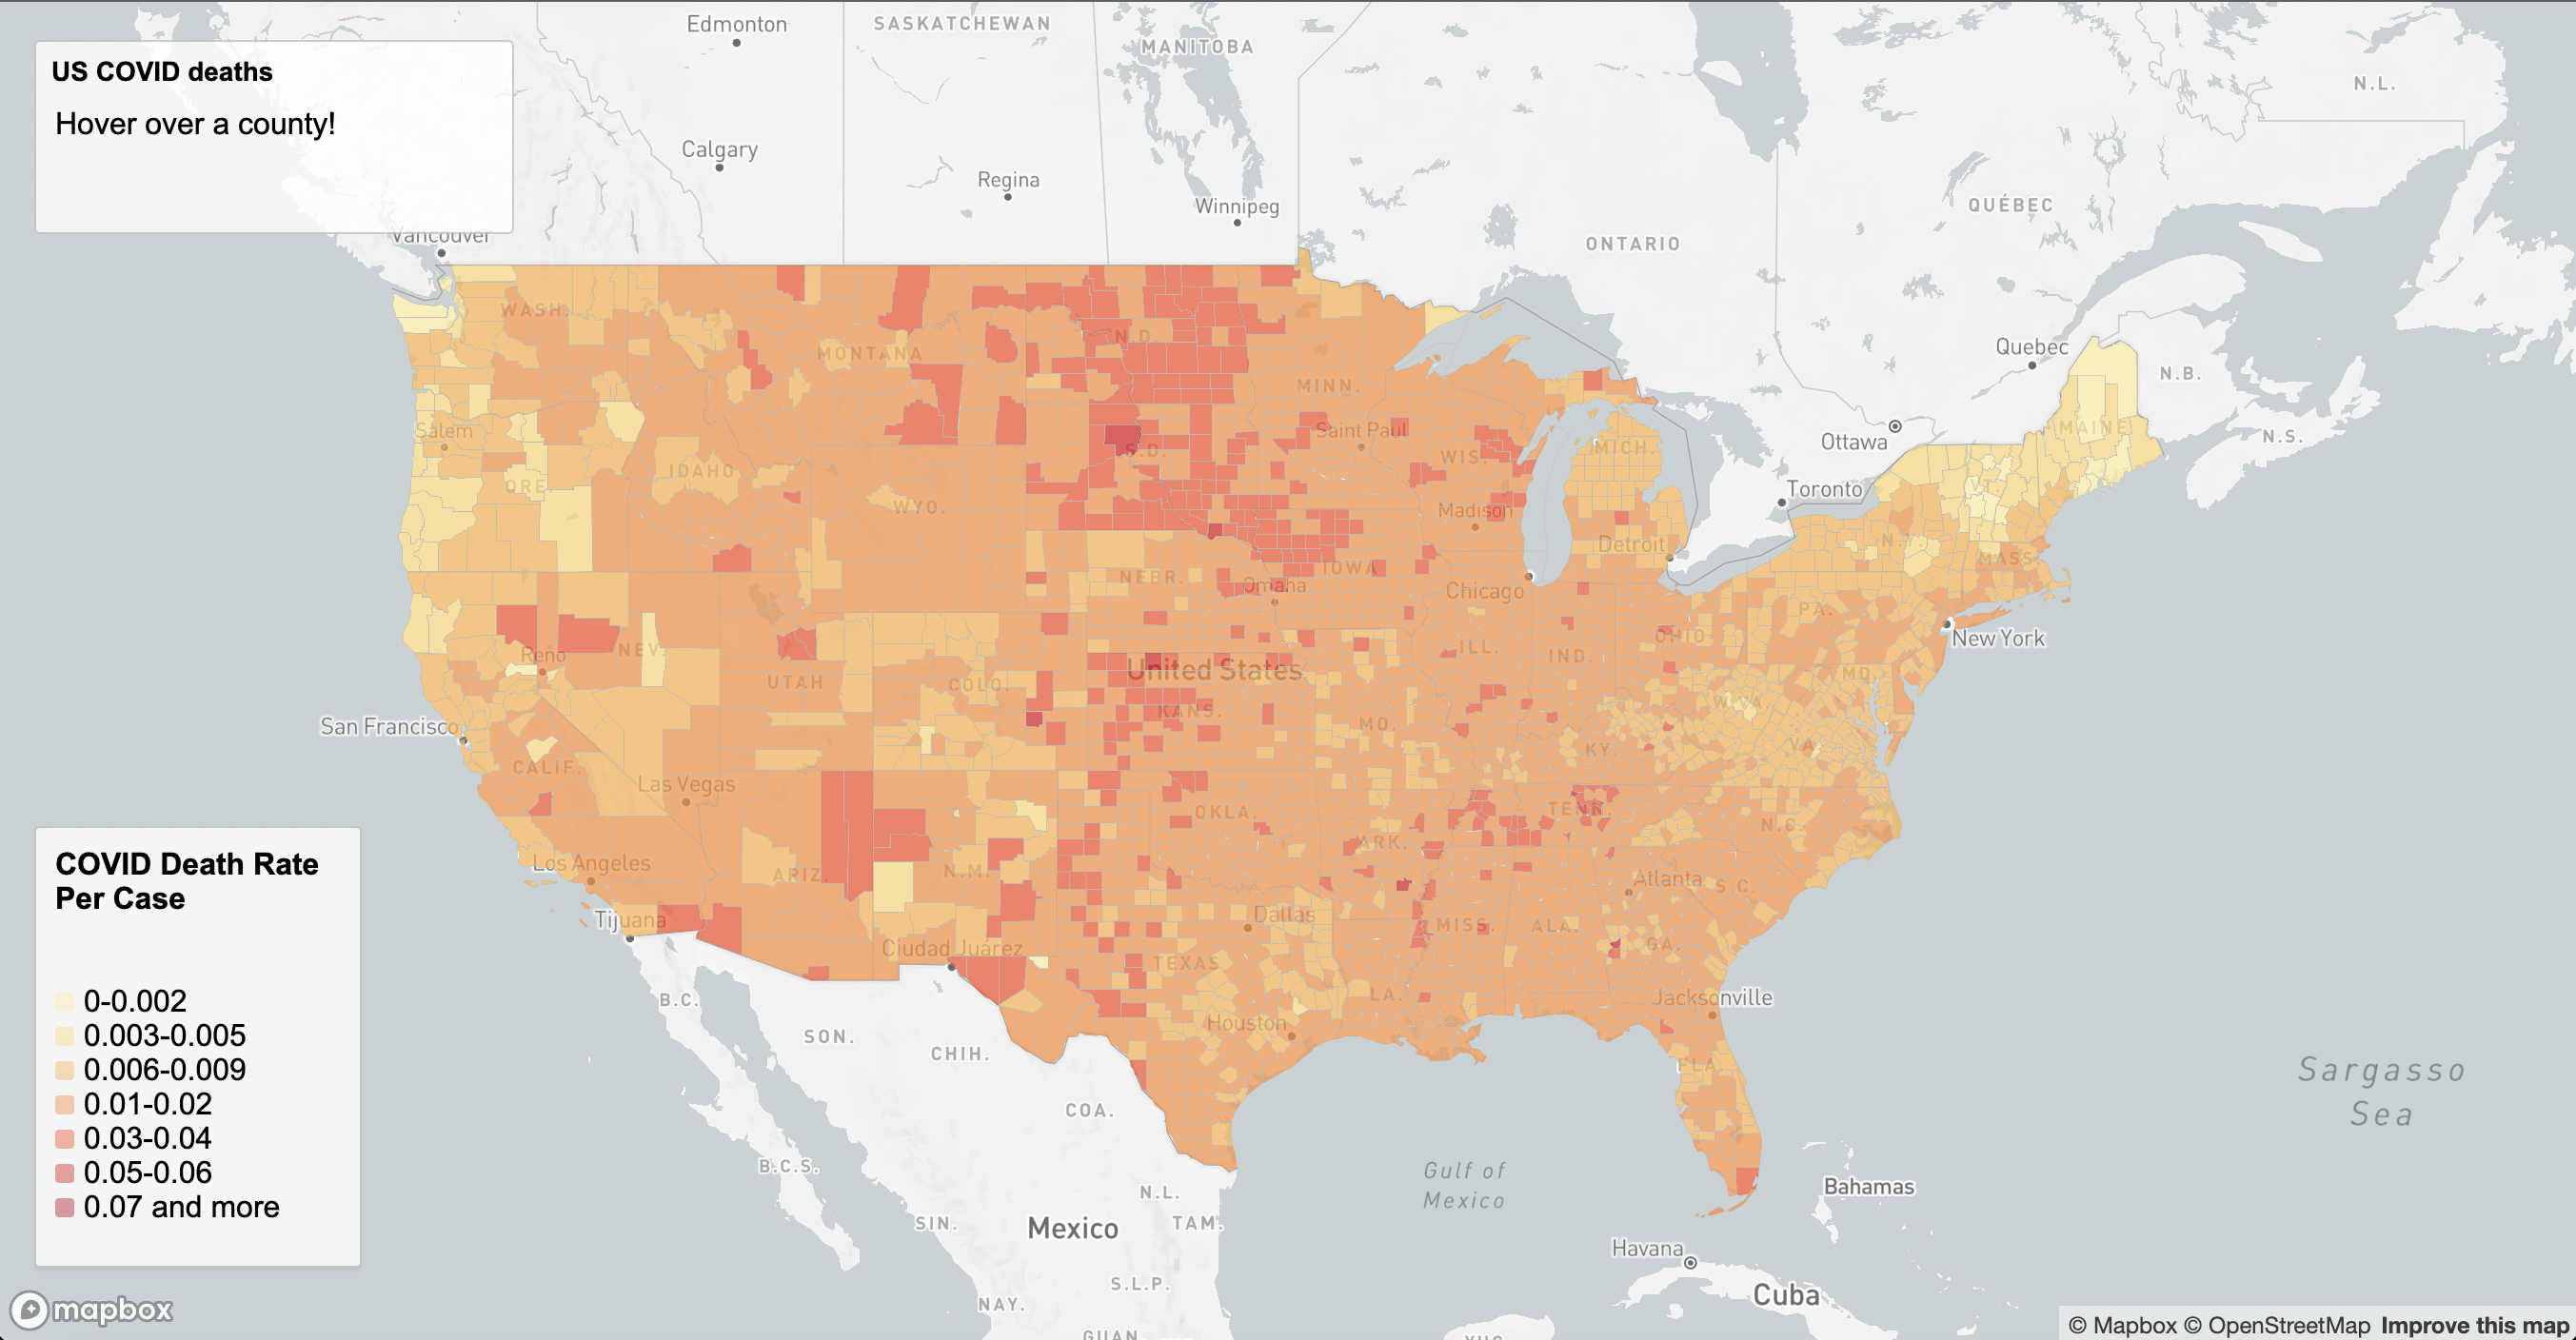 US COVID deaths
Hover over a county!
Edmonton
SASKATCHEWAN
MANITOBA
N.L.
Calgary
Regina
Winnipeg
QUÉBEC
ONTARIO
Vancouver
WASH.
MONTANA
N.D.
MINN.
Quebec
N.B.
Salem
Saint Paul
Ottawa
MAINE
N.S.
IDAHO
S.D.
WIS.
MICH.
ORE.
WYO.
Madison
Toronto
VT.
Detroit
N.Y.
MASS.
NEBR.
Omaha
IOWA
Chicago
PA.
New York
Reno
NEV.
United States
ILL.
IND.
OHIO
UTAH
COLO.
MD.
San Francisco
KANS.
MO.
W.VA.
CALIF.
KY.
VA.
Las Vegas
OKLA.
TENN.
N.C.
Los Angeles
ARIZ.
N.M.
ARK.
Atlanta
S.C.
Tijuana
Dallas
MISS.
ALA.
GA.
Ciudad Juárez
TEXAS
B.C.
LA.
Jacksonville
SON.
CHIH.
Houston
FLA.
Sargasso
Sea
COA.
B.C.S.
Gulf of
Mexico
N.L.
Bahamas
SIN.
Mexico
TAM.
Havana
S.L.P.
Cuba
NAY.
GUAN
COVID Death Rate
Per Case
0-0.002
0.003-0.005
0.006-0.009
0.01-0.02
0.03-0.04
0.05-0.06
0.07 and more
mapbox
© Mapbox © OpenStreetMap Improve this map